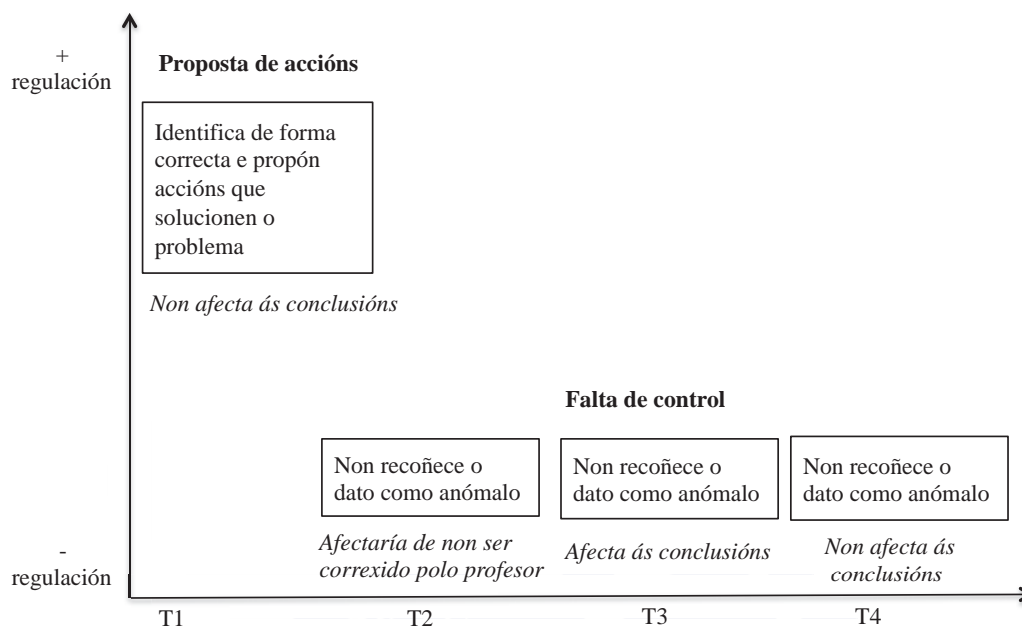 +
regulación
Proposta de accións
Identifica de forma
correcta e propón
accións que
solucionen o
problema
Non afecta ás conclusións
Falta de control
Non recoñece o
dato como anómalo
Non recoñece o
dato como anómalo
Non recoñece o
dato como anómalo
Afectaría de non ser
correxido polo profesor
Afecta ás conclusións
Non afecta ás
conclusións
-
regulación
T1
T2
T3
T4